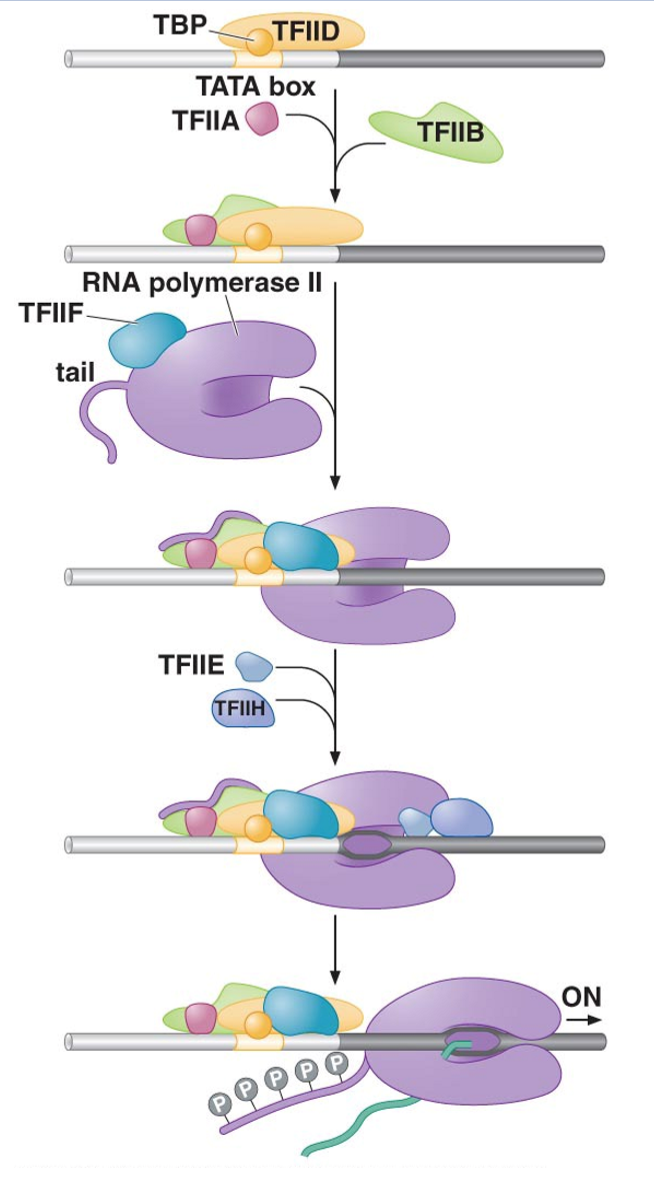 TBP
TFIID
TATA box
TFIIA
TFIIB
RNA polymerase II
TFIIF
tail
TFIIE
TFIIH
ON
P P P P P